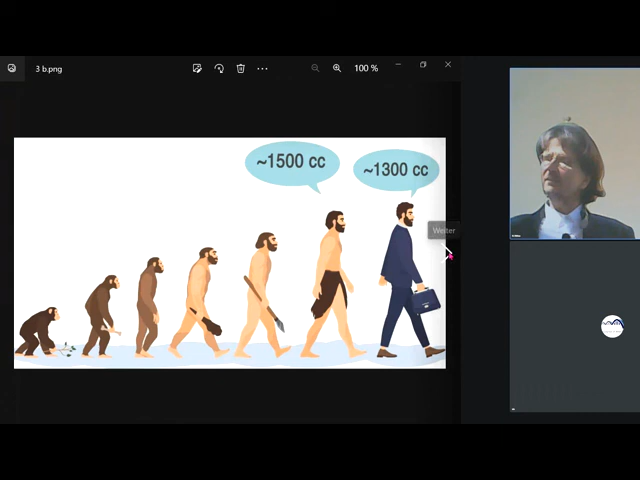 3 b.png
100 %
~1500 cc
~1300 cc
Weiter